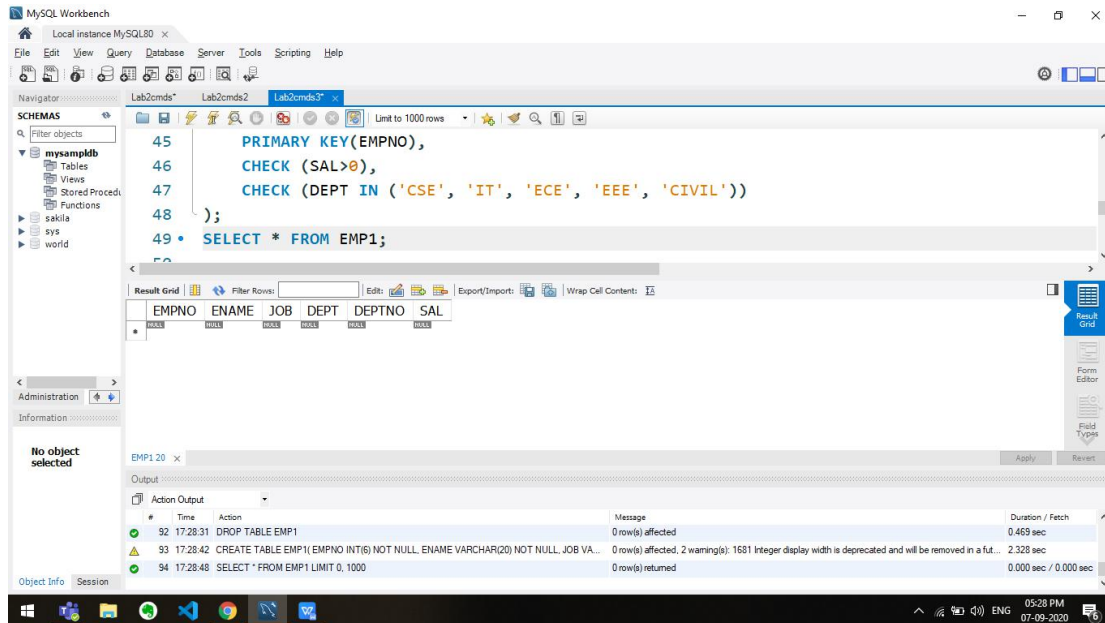 MySQL Workbench
Local instance MySQL80 ×
File Edit View Query Database Server Tools Scripting Help
Navigator
Lab2cmds* Lab2cmds2 Lab2cmds3* ×
SCHEMAS
Filter objects
mysampldb
Tables
Views
Stored Procedu
Functions
sakila
sys
world
Limit to 1000 rows
45 PRIMARY KEY(EMPNO),
46 CHECK (SAL>0),
47 CHECK (DEPT IN ('CSE', 'IT', 'ECE', 'EEE', 'CIVIL'))
48 );
49 SELECT * FROM EMP1;
50
Result Grid Filter Rows: Edit: Export/Import: Wrap Cell Content:
EMPNO ENAME JOB DEPT DEPTNO SAL
* NULL NULL NULL NULL NULL NULL
Result Grid
Form Editor
Field Types
Administration
Information
No object selected
EMP1 20 ×
Apply Revert
Output
Action Output
# Time Action Message Duration / Fetch
92 17:28:31 DROP TABLE EMP1 0 row(s) affected 0.469 sec
93 17:28:42 CREATE TABLE EMP1( EMPNO INT(6) NOT NULL, ENAME VARCHAR(20) NOT NULL, JOB VA... 0 row(s) affected, 2 warning(s): 1681 Integer display width is deprecated and will be removed in a fut... 2.328 sec
94 17:28:48 SELECT * FROM EMP1 LIMIT 0, 1000 0 row(s) returned 0.000 sec / 0.000 sec
Object Info Session
ENG
05:28 PM
07-09-2020
6